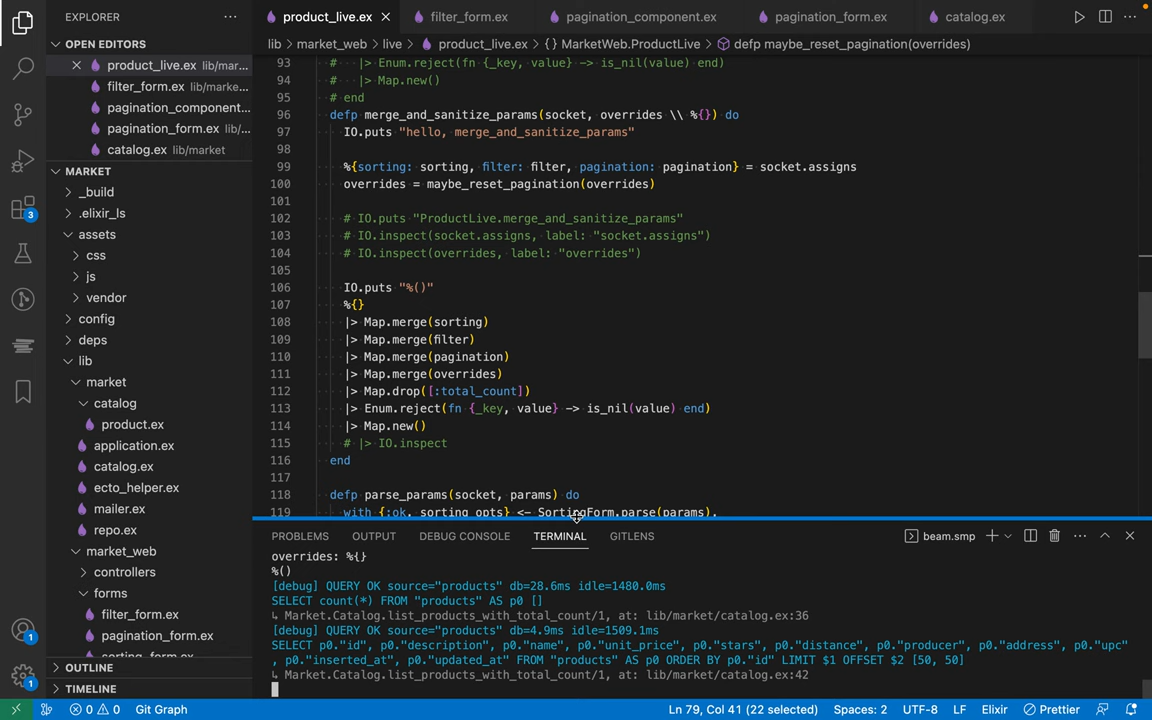 EXPLORER
OPEN EDITORS
product_live.ex lib/mar...
filter_form.ex lib/marke...
pagination_component...
pagination_form.ex lib/...
catalog.ex lib/market
MARKET
_build
.elixir_ls
assets
css
js
vendor
config
deps
lib
market
catalog
product.ex
application.ex
catalog.ex
ecto_helper.ex
mailer.ex
repo.ex
market_web
controllers
forms
filter_form.ex
pagination_form.ex
sorting_form.ex
OUTLINE
TIMELINE
3
1
1
product_live.ex filter_form.ex pagination_component.ex pagination_form.ex catalog.ex
lib > market_web > live > product_live.ex > {} MarketWeb.ProductLive > defp maybe_reset_pagination(overrides)
93 # |> Enum.reject(fn {_key, value} -> is_nil(value) end)
94 # |> Map.new()
95 # end
96 defp merge_and_sanitize_params(socket, overrides \\ %{}) do
97 IO.puts "hello, merge_and_sanitize_params"
98
99 %{sorting: sorting, filter: filter, pagination: pagination} = socket.assigns
100 overrides = maybe_reset_pagination(overrides)
101
102 # IO.puts "ProductLive.merge_and_sanitize_params"
103 # IO.inspect(socket.assigns, label: "socket.assigns")
104 # IO.inspect(overrides, label: "overrides")
105
106 IO.puts "%()"
107 %{}
108 |> Map.merge(sorting)
109 |> Map.merge(filter)
110 |> Map.merge(pagination)
111 |> Map.merge(overrides)
112 |> Map.drop([:total_count])
113 |> Enum.reject(fn {_key, value} -> is_nil(value) end)
114 |> Map.new()
115 # |> IO.inspect
116 end
117
118 defp parse_params(socket, params) do
119 with {:ok, sorting_opts} <- SortingForm.parse(params),
PROBLEMS OUTPUT DEBUG CONSOLE TERMINAL GITLENS beam.smp
overrides: %{}
%()
[debug] QUERY OK source="products" db=28.6ms idle=1480.0ms
SELECT count(*) FROM "products" AS p0 []
↳ Market.Catalog.list_products_with_total_count/1, at: lib/market/catalog.ex:36
[debug] QUERY OK source="products" db=4.9ms idle=1509.1ms
SELECT p0."id", p0."description", p0."name", p0."unit_price", p0."stars", p0."distance", p0."producer", p0."address", p0."upc"
, p0."inserted_at", p0."updated_at" FROM "products" AS p0 ORDER BY p0."id" LIMIT $1 OFFSET $2 [50, 50]
↳ Market.Catalog.list_products_with_total_count/1, at: lib/market/catalog.ex:42
0 0 Git Graph Ln 79, Col 41 (22 selected) Spaces: 2 UTF-8 LF Elixir Prettier